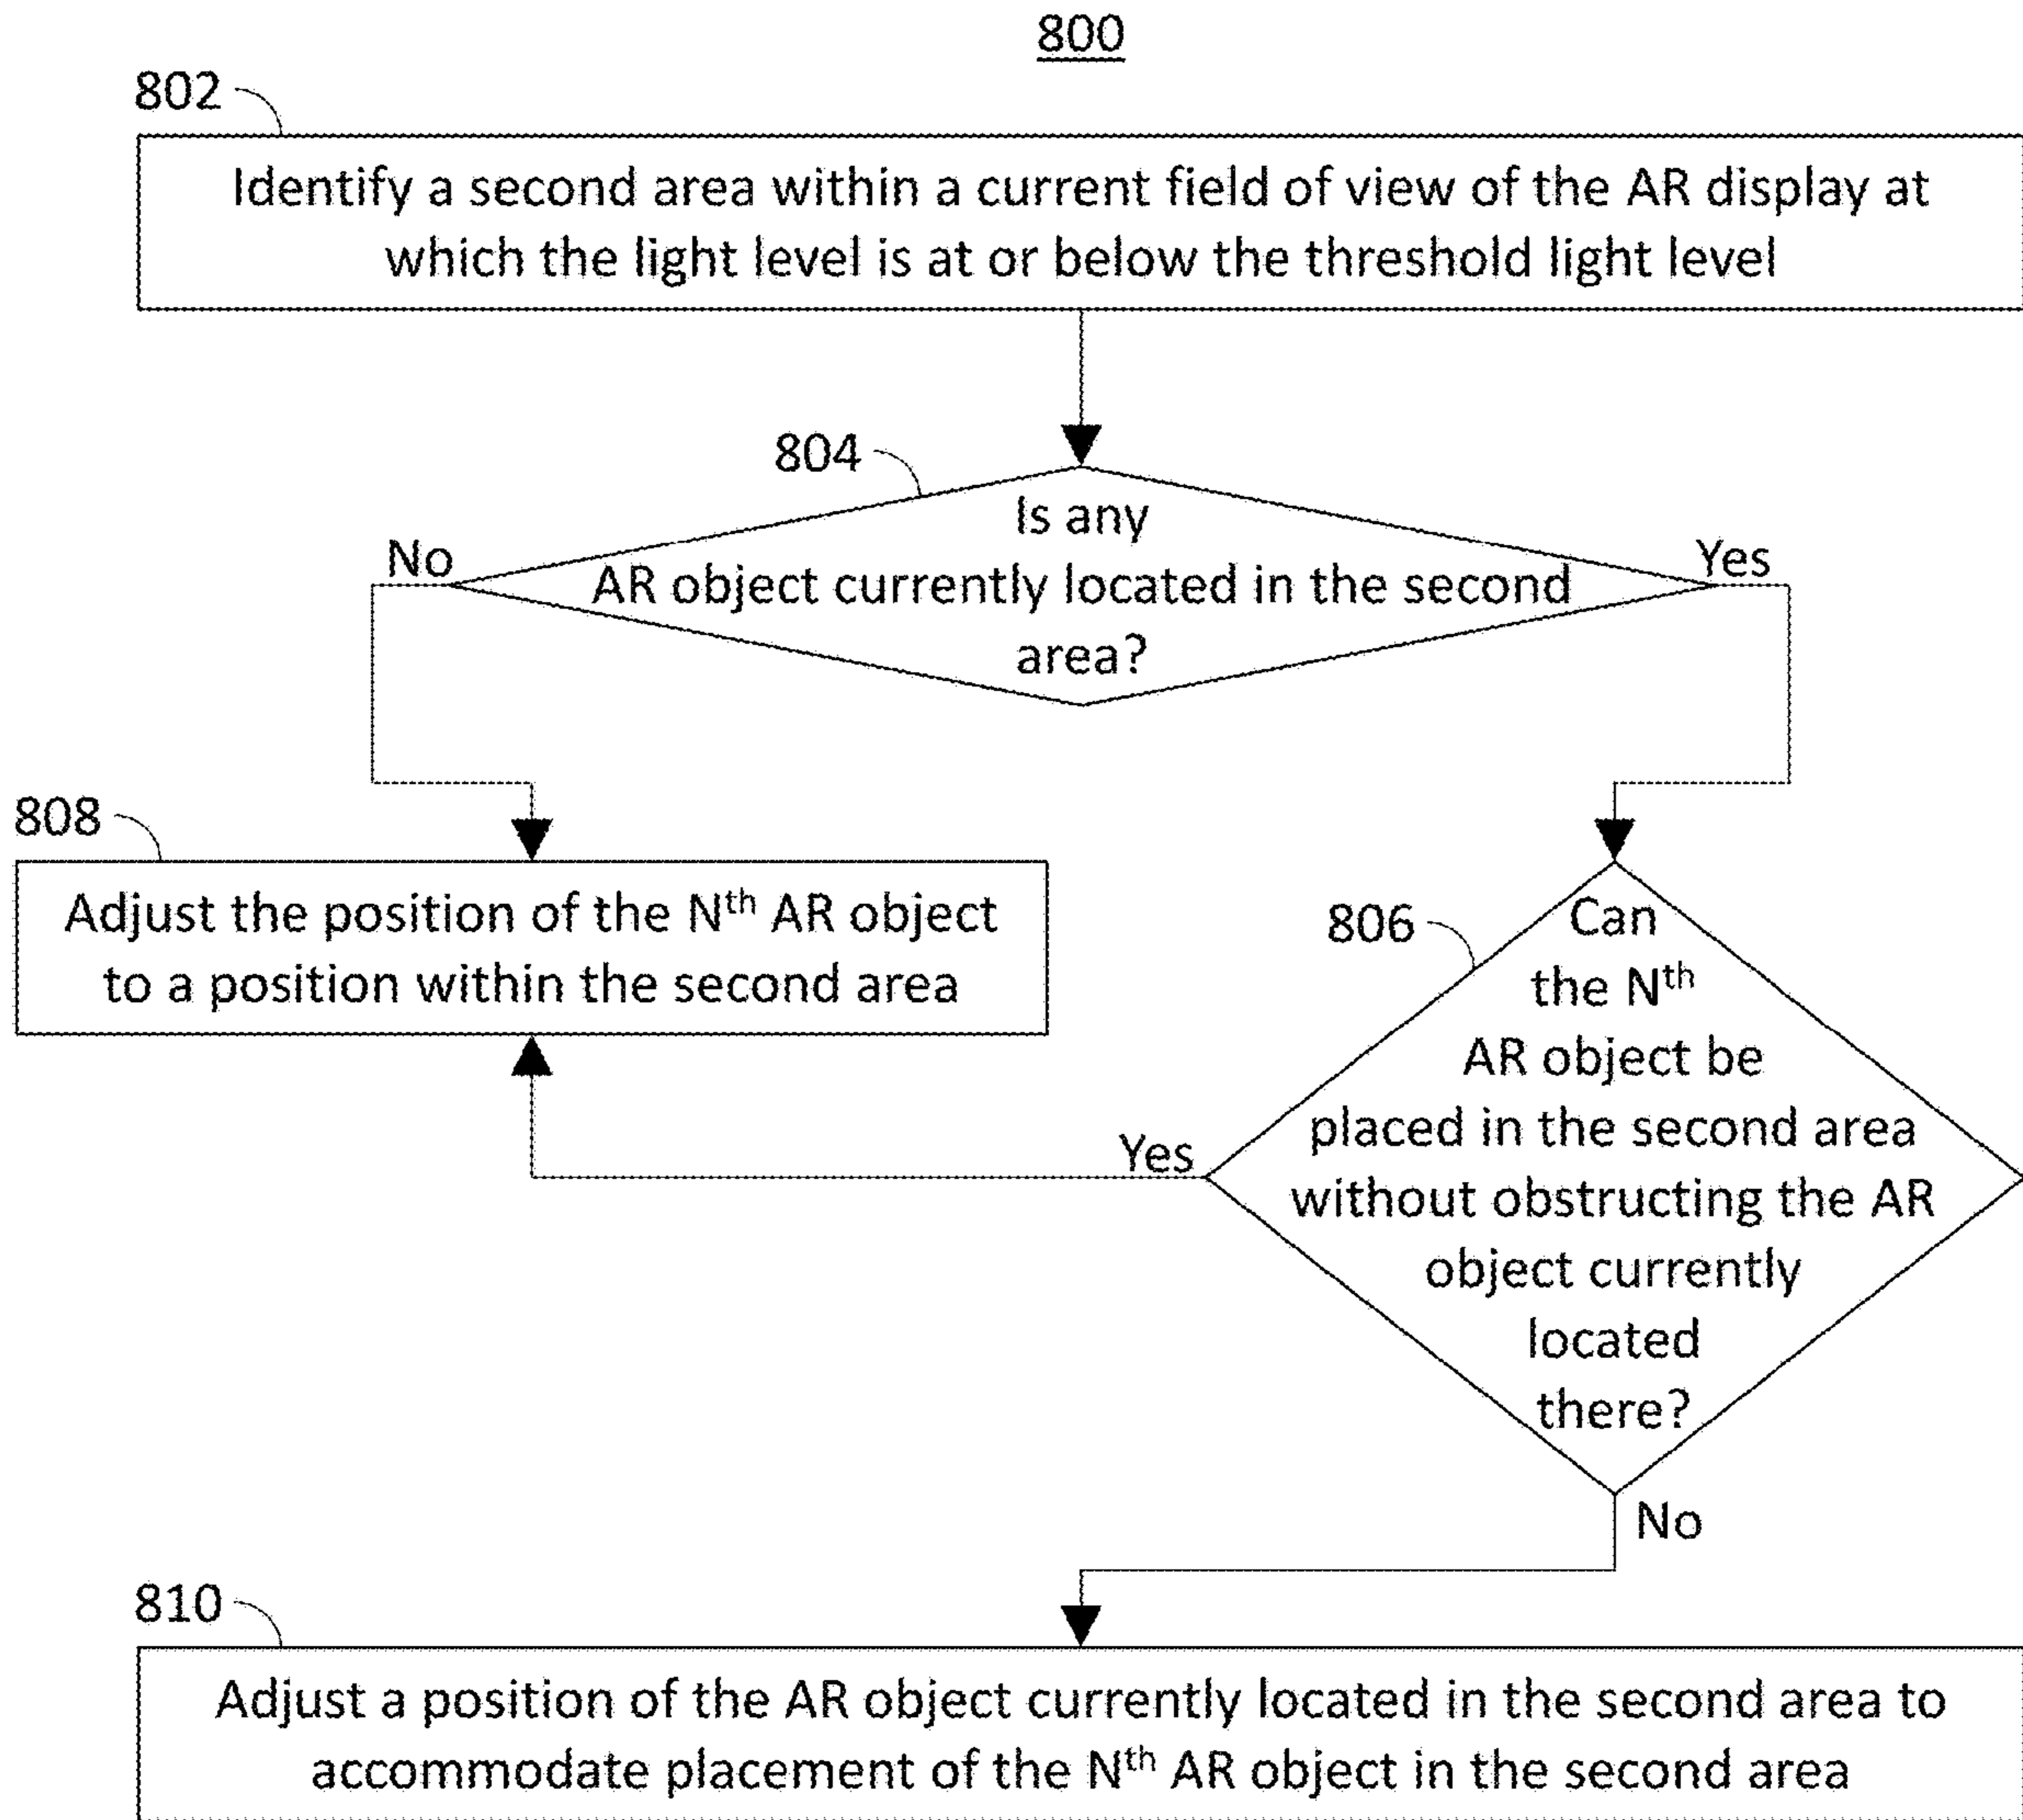 800
802
Identify a second area within a current field of view of the AR display at
which the light level is at or below the threshold light level
804
Is any
AR object currently located in the second
area?
No
Yes
808
Adjust the position of the Nth AR object
to a position within the second area
806
Can
the Nth
AR object be
placed in the second area
without obstructing the AR
object currently
located
there?
Yes
No
810
Adjust a position of the AR object currently located in the second area to
accommodate placement of the Nth AR object in the second area